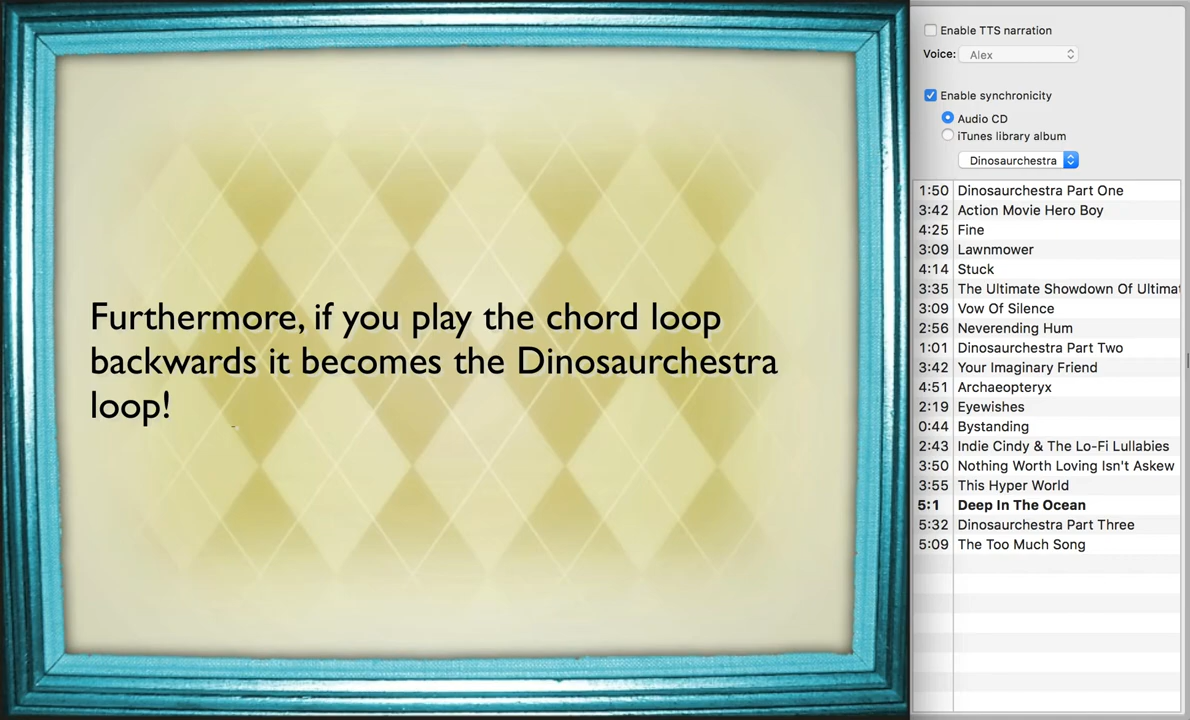 Furthermore, if you play the chord loop
backwards it becomes the Dinosaurchestra
loop!
Enable TTS narration
Voice: Alex
Enable synchronicity
Audio CD
iTunes library album
Dinosaurchestra
1:50 Dinosaurchestra Part One
3:42 Action Movie Hero Boy
4:25 Fine
3:09 Lawnmower
4:14 Stuck
3:35 The Ultimate Showdown Of Ultimat
3:09 Vow Of Silence
2:56 Neverending Hum
1:01 Dinosaurchestra Part Two
3:42 Your Imaginary Friend
4:51 Archaeopteryx
2:19 Eyewishes
0:44 Bystanding
2:43 Indie Cindy & The Lo-Fi Lullabies
3:50 Nothing Worth Loving Isn't Askew
3:55 This Hyper World
5:1 Deep In The Ocean
5:32 Dinosaurchestra Part Three
5:09 The Too Much Song